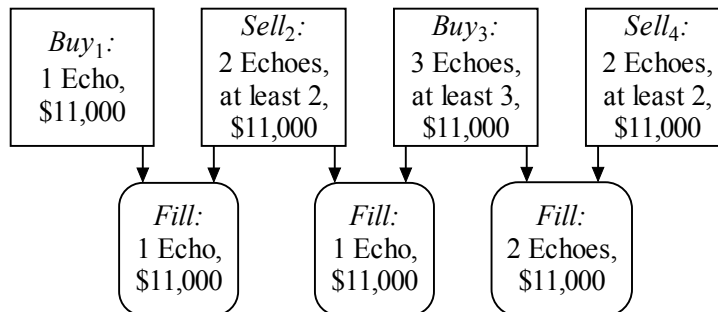 Buy₁:
1 Echo,
$11,000
Sell₂:
2 Echoes,
at least 2,
$11,000
Buy₃:
3 Echoes,
at least 3,
$11,000
Sell₄:
2 Echoes,
at least 2,
$11,000
Fill:
1 Echo,
$11,000
Fill:
1 Echo,
$11,000
Fill:
2 Echoes,
$11,000